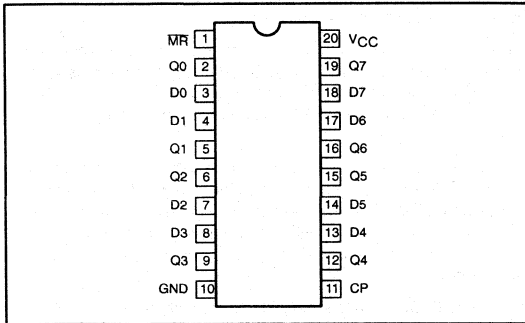 M̅R̅ 1 20 VCC
Q0 2 19 Q7
D0 3 18 D7
D1 4 17 D6
Q1 5 16 Q6
Q2 6 15 Q5
D2 7 14 D5
D3 8 13 D4
Q3 9 12 Q4
GND 10 11 CP